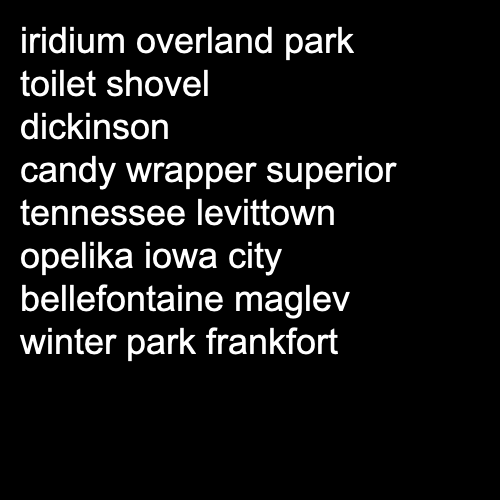 iridium overland park
toilet shovel
dickinson
candy wrapper superior
tennessee levittown
opelika iowa city
bellefontaine maglev
winter park frankfort